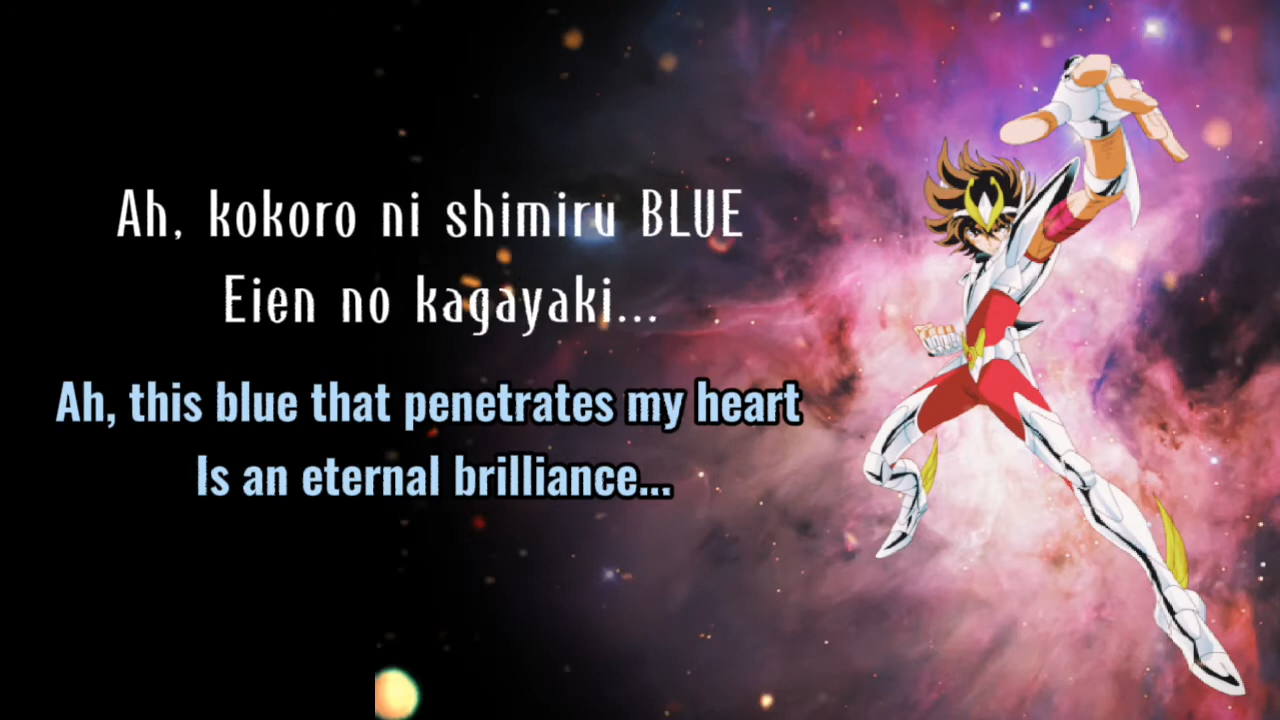 Ah, kokoro ni shimiru BLUE
Eien no kagayaki...
Ah, this blue that penetrates my heart
Is an eternal brilliance...